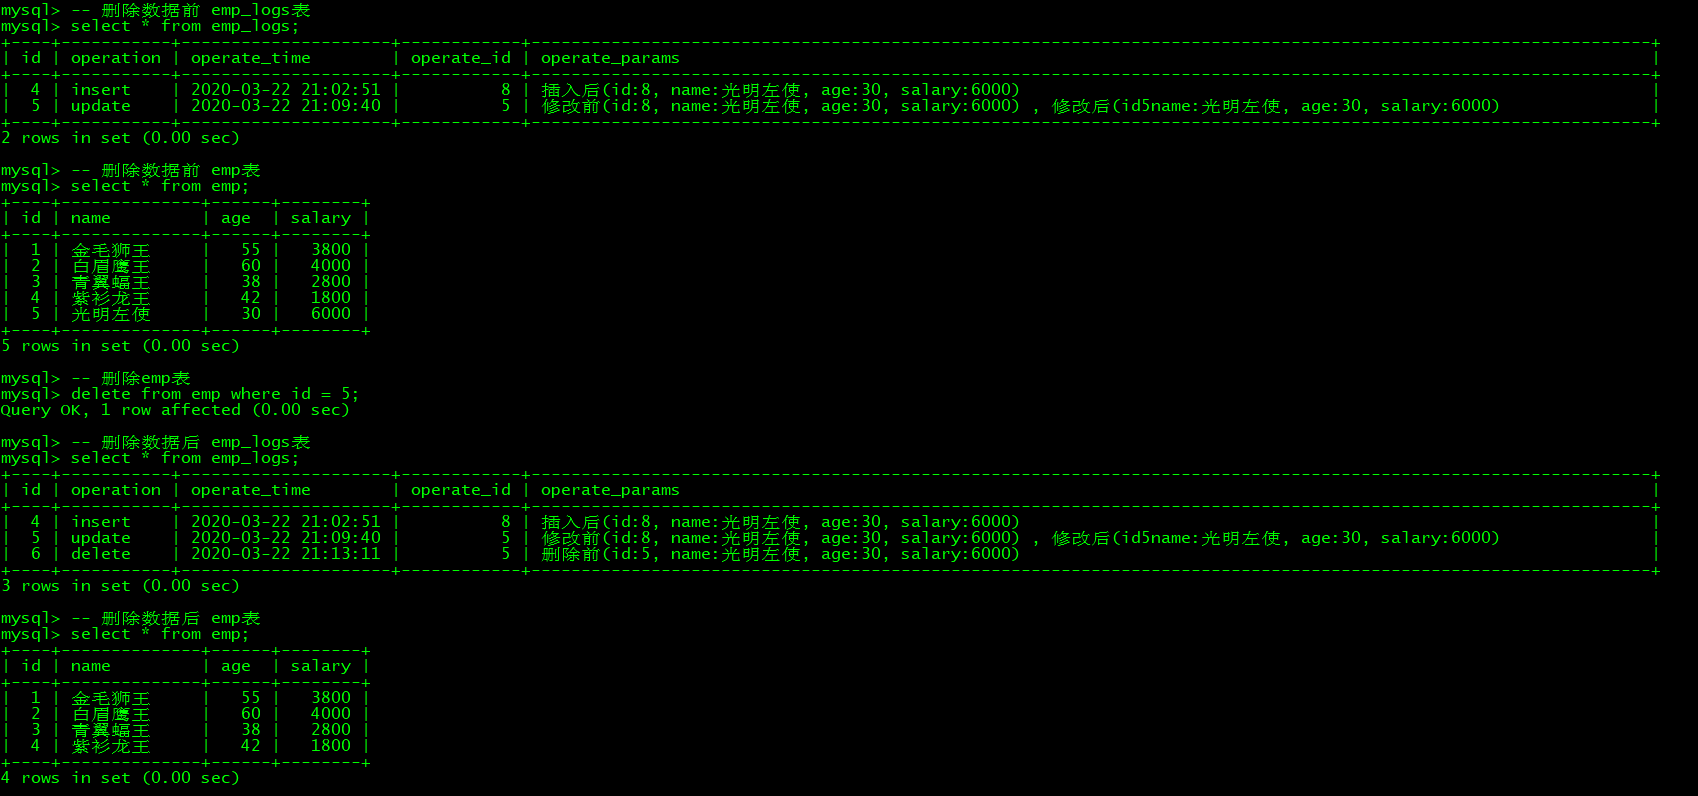 mysql> -- 删除数据前 emp_logs表
mysql> select * from emp_logs;
+----+-----------+---------------------+------------+----------------------------------------------------------------------------------------------------------------+
| id | operation | operate_time        | operate_id | operate_params                                                                                                 |
+----+-----------+---------------------+------------+----------------------------------------------------------------------------------------------------------------+
|  4 | insert    | 2020-03-22 21:02:51 |          8 | 插入后(id:8, name:光明左使, age:30, salary:6000)                                                                |
|  5 | update    | 2020-03-22 21:09:40 |          5 | 修改前(id:8, name:光明左使, age:30, salary:6000) , 修改后(id5name:光明左使, age:30, salary:6000)                |
+----+-----------+---------------------+------------+----------------------------------------------------------------------------------------------------------------+
2 rows in set (0.00 sec)
mysql> -- 删除数据前 emp表
mysql> select * from emp;
+----+--------------+------+--------+
| id | name         | age  | salary |
+----+--------------+------+--------+
|  1 | 金毛狮王     |   55 |   3800 |
|  2 | 白眉鹰王     |   60 |   4000 |
|  3 | 青翼蝠王     |   38 |   2800 |
|  4 | 紫衫龙王     |   42 |   1800 |
|  5 | 光明左使     |   30 |   6000 |
+----+--------------+------+--------+
5 rows in set (0.00 sec)
mysql> -- 删除emp表
mysql> delete from emp where id = 5;
Query OK, 1 row affected (0.00 sec)
mysql> -- 删除数据后 emp_logs表
mysql> select * from emp_logs;
+----+-----------+---------------------+------------+----------------------------------------------------------------------------------------------------------------+
| id | operation | operate_time        | operate_id | operate_params                                                                                                 |
+----+-----------+---------------------+------------+----------------------------------------------------------------------------------------------------------------+
|  4 | insert    | 2020-03-22 21:02:51 |          8 | 插入后(id:8, name:光明左使, age:30, salary:6000)                                                                |
|  5 | update    | 2020-03-22 21:09:40 |          5 | 修改前(id:8, name:光明左使, age:30, salary:6000) , 修改后(id5name:光明左使, age:30, salary:6000)                |
|  6 | delete    | 2020-03-22 21:13:11 |          5 | 删除前(id:5, name:光明左使, age:30, salary:6000)                                                                |
+----+-----------+---------------------+------------+----------------------------------------------------------------------------------------------------------------+
3 rows in set (0.00 sec)
mysql> -- 删除数据后 emp表
mysql> select * from emp;
+----+--------------+------+--------+
| id | name         | age  | salary |
+----+--------------+------+--------+
|  1 | 金毛狮王     |   55 |   3800 |
|  2 | 白眉鹰王     |   60 |   4000 |
|  3 | 青翼蝠王     |   38 |   2800 |
|  4 | 紫衫龙王     |   42 |   1800 |
+----+--------------+------+--------+
4 rows in set (0.00 sec)